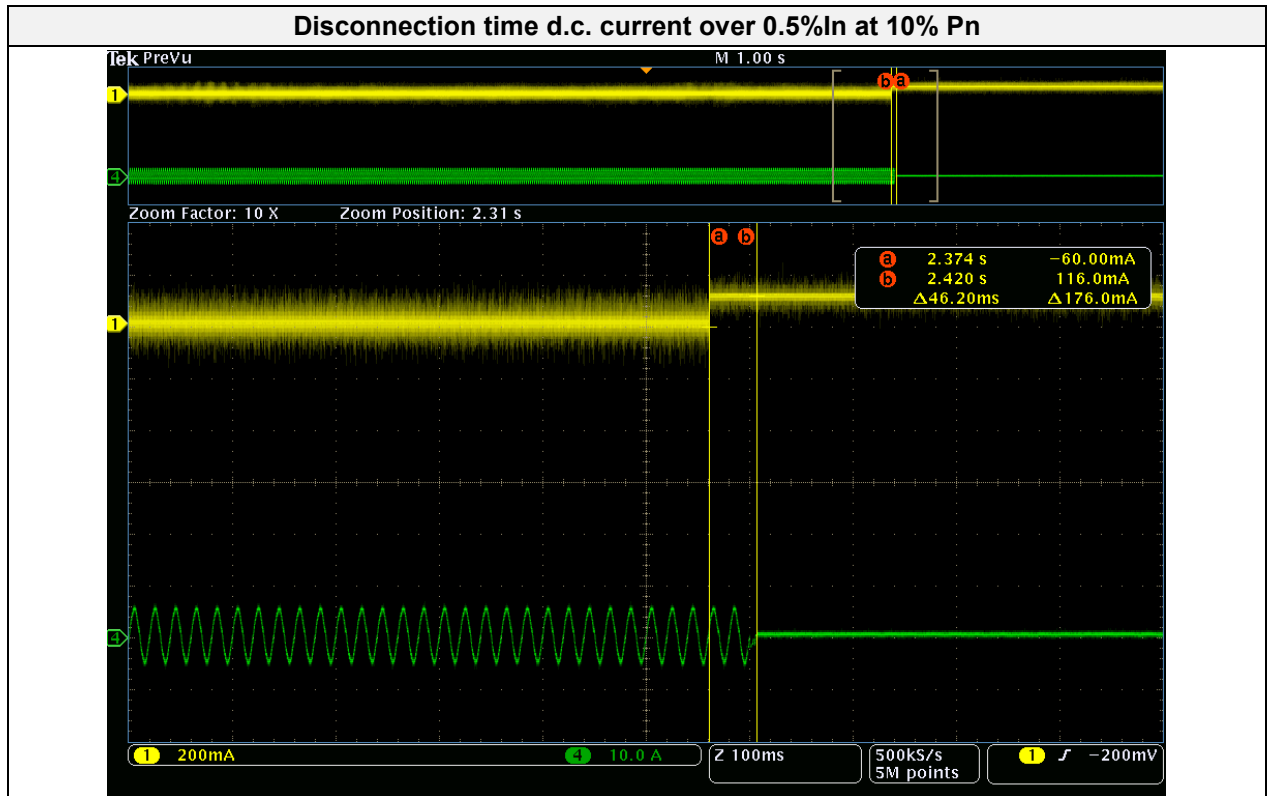 Disconnection time d.c. current over 0.5%In at 10% Pn
Tek PreVu M 1.00 s
b a
1
4
Zoom Factor: 10 X Zoom Position: 2.31 s
a b
a 2.374 s −60.00mA
b 2.420 s 116.0mA
Δ46.20ms Δ176.0mA
1
4
1 200mA 4 10.0 A Z 100ms 500kS/s 1 −200mV
5M points